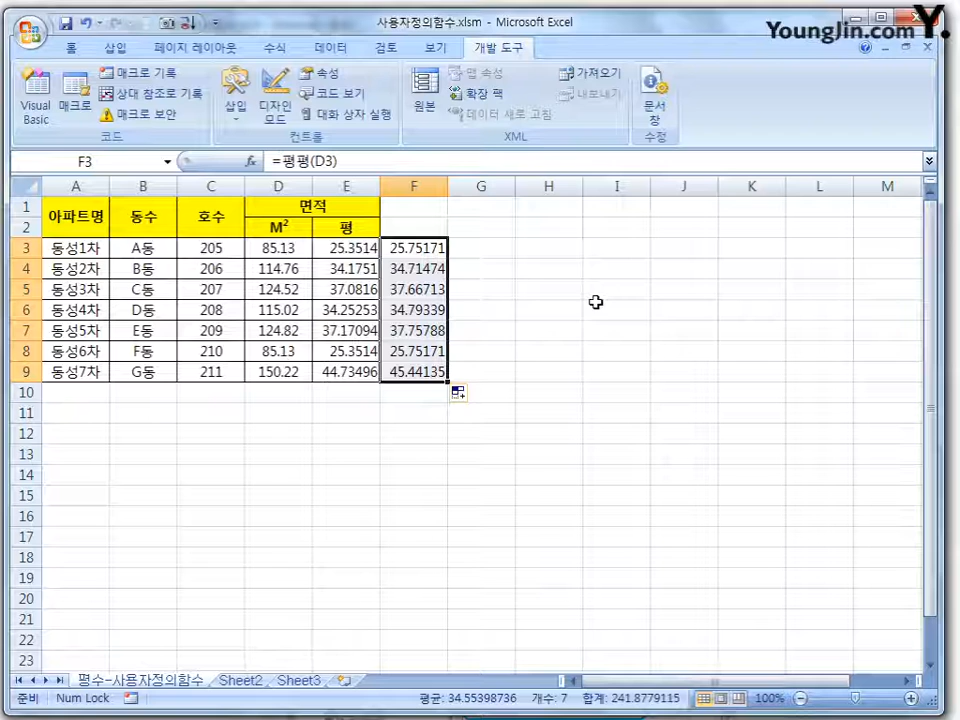 사용자정의함수.xlsm - Microsoft Excel
YoungJin.com Y.
홈 삽입 페이지 레이아웃 수식 데이터 검토 보기 개발 도구
Visual Basic
매크로
매크로 기록
상대 참조로 기록
매크로 보안
코드
삽입
디자인 모드
속성
코드 보기
대화 상자 실행
컨트롤
원본
맵 속성
확장 팩
데이터 새로 고침
가져오기
내보내기
XML
문서 창
수정
F3 fx =평평(D3)
A B C D E F G H I J K L M
1 아파트명 동수 호수 면적
2 M² 평
3 동성1차 A동 205 85.13 25.3514 25.75171
4 동성2차 B동 206 114.76 34.1751 34.71474
5 동성3차 C동 207 124.52 37.0816 37.66713
6 동성4차 D동 208 115.02 34.25253 34.79339
7 동성5차 E동 209 124.82 37.17094 37.75788
8 동성6차 F동 210 85.13 25.3514 25.75171
9 동성7차 G동 211 150.22 44.73496 45.44135
10
11
12
13
14
15
16
17
18
19
20
21
22
23
평수-사용자정의함수 Sheet2 Sheet3
준비 Num Lock 평균: 34.55398736 개수: 7 합계: 241.8779115 100%